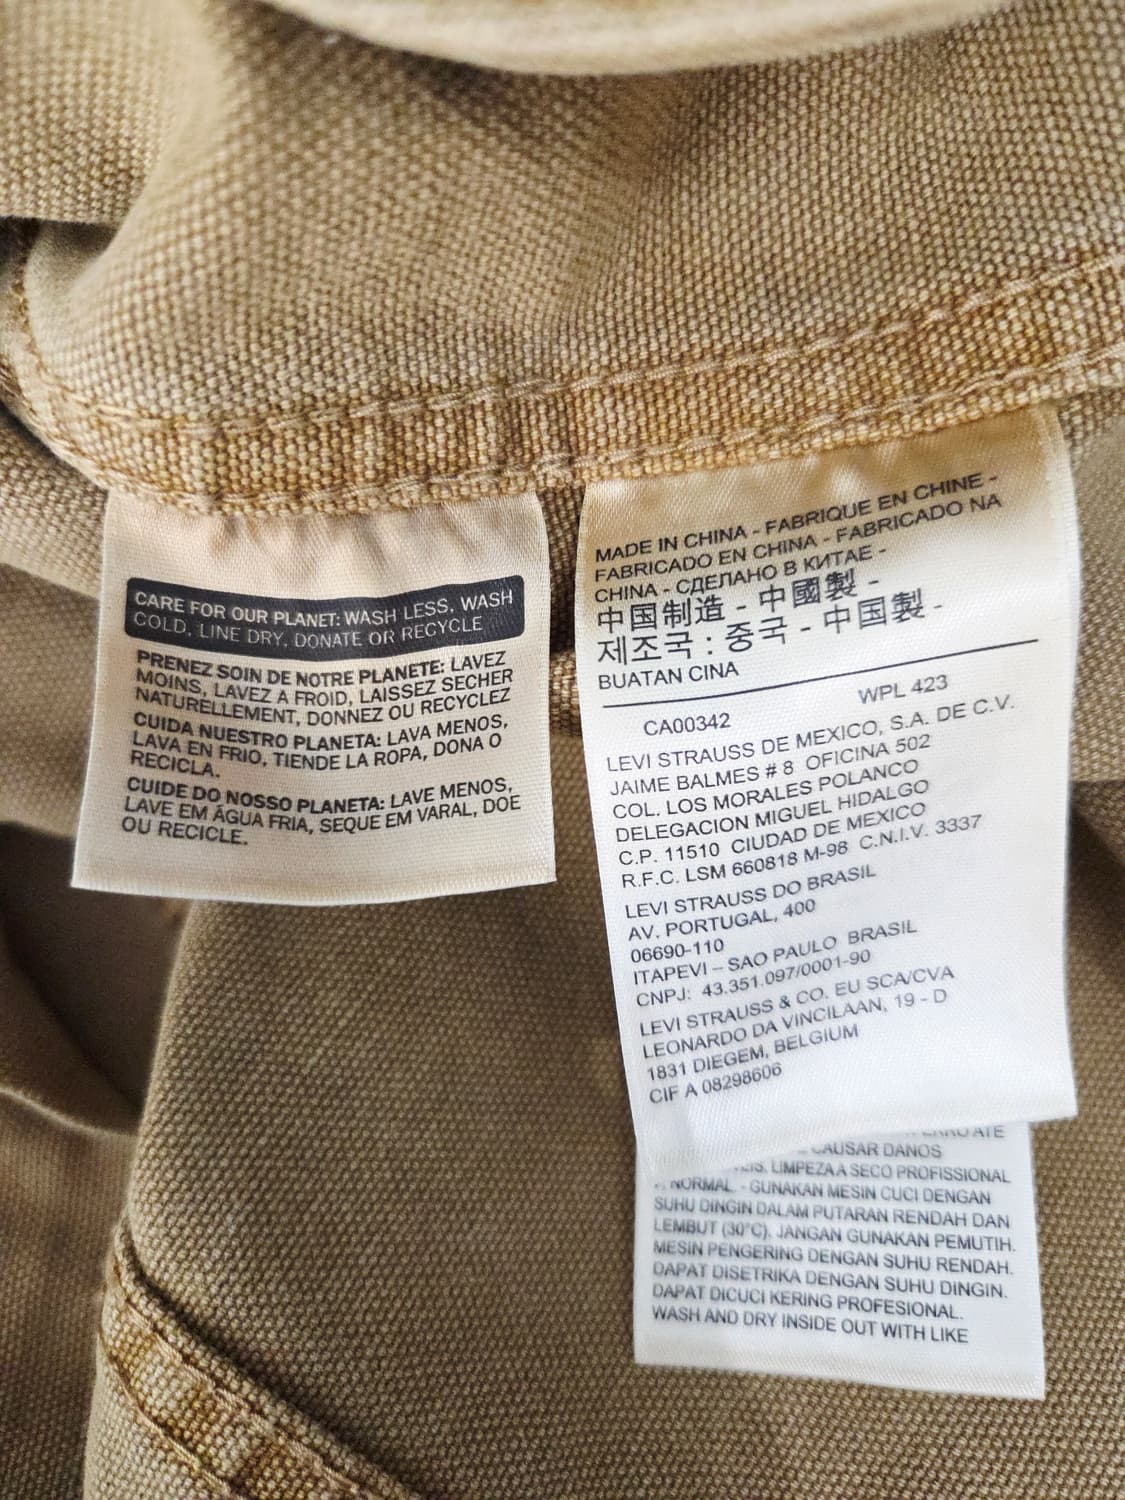 CARE FOR OUR PLANET: WASH LESS, WASH
COLD, LINE DRY, DONATE OR RECYCLE
PRENEZ SOIN DE NOTRE PLANETE: LAVEZ
MOINS, LAVEZ A FROID, LAISSEZ SECHER
NATURELLEMENT, DONNEZ OU RECYCLEZ
CUIDA NUESTRO PLANETA: LAVA MENOS,
LAVA EN FRIO, TIENDE LA ROPA, DONA O
RECICLA.
CUIDE DO NOSSO PLANETA: LAVE MENOS,
LAVE EM ÁGUA FRIA, SEQUE EM VARAL, DOE
OU RECICLE.
MADE IN CHINA - FABRIQUE EN CHINE -
FABRICADO EN CHINA - FABRICADO NA
CHINA - СДЕЛАНО В КИТАЕ -
中国制造 - 中國製 -
제조국 : 중국 - 中国製 -
BUATAN CINA
CA00342 WPL 423
LEVI STRAUSS DE MEXICO, S.A. DE C.V.
JAIME BALMES # 8 OFICINA 502
COL. LOS MORALES POLANCO
DELEGACION MIGUEL HIDALGO
C.P. 11510 CIUDAD DE MEXICO
R.F.C. LSM 660818 M-98 C.N.I.V. 3337
LEVI STRAUSS DO BRASIL
AV. PORTUGAL, 400
06690-110
ITAPEVI – SAO PAULO BRASIL
CNPJ: 43.351.097/0001-90
LEVI STRAUSS & CO. EU SCA/CVA
LEONARDO DA VINCILAAN, 19 - D
1831 DIEGEM, BELGIUM
CIF A 08298606
ATE
CAUSAR DANOS
LIMPEZA A SECO PROFISSIONAL
NORMAL. - GUNAKAN MESIN CUCI DENGAN
SUHU DINGIN DALAM PUTARAN RENDAH DAN
LEMBUT (30°C). JANGAN GUNAKAN PEMUTIH.
MESIN PENGERING DENGAN SUHU RENDAH.
DAPAT DISETRIKA DENGAN SUHU DINGIN.
DAPAT DICUCI KERING PROFESIONAL.
WASH AND DRY INSIDE OUT WITH LIKE